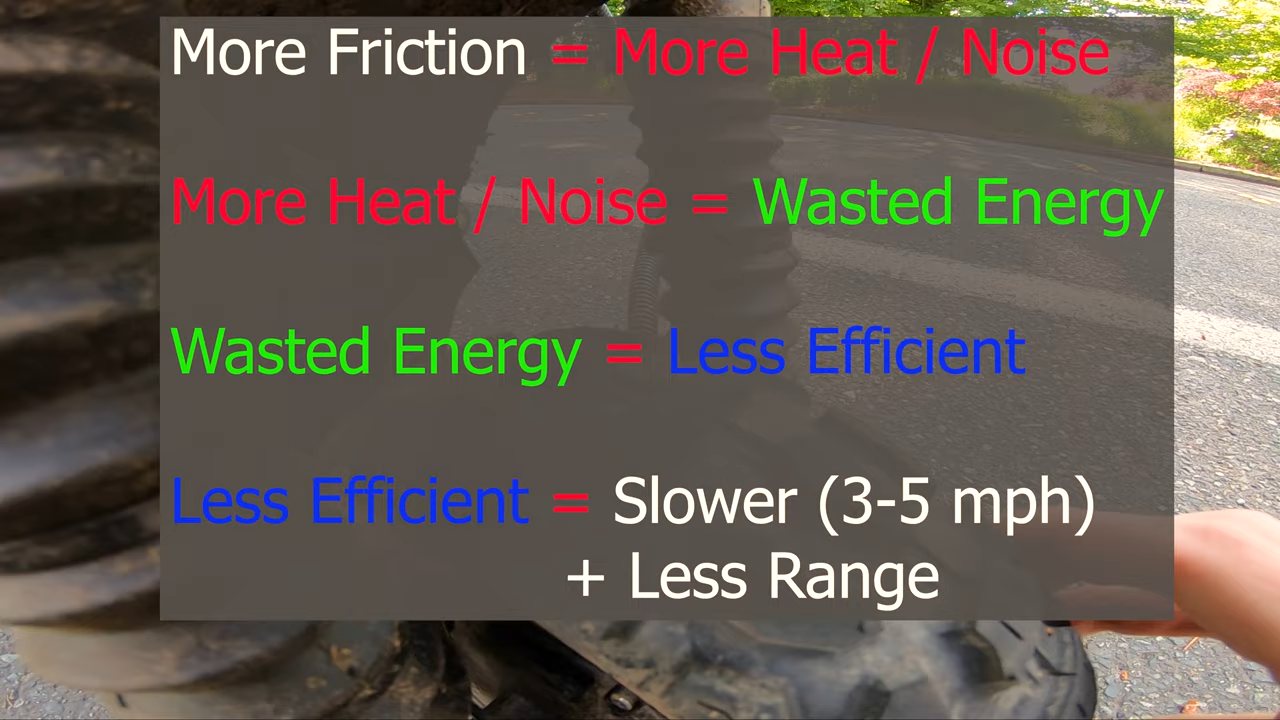 More Friction = More Heat / Noise
More Heat / Noise = Wasted Energy
Wasted Energy = Less Efficient
Less Efficient = Slower (3-5 mph)
+ Less Range